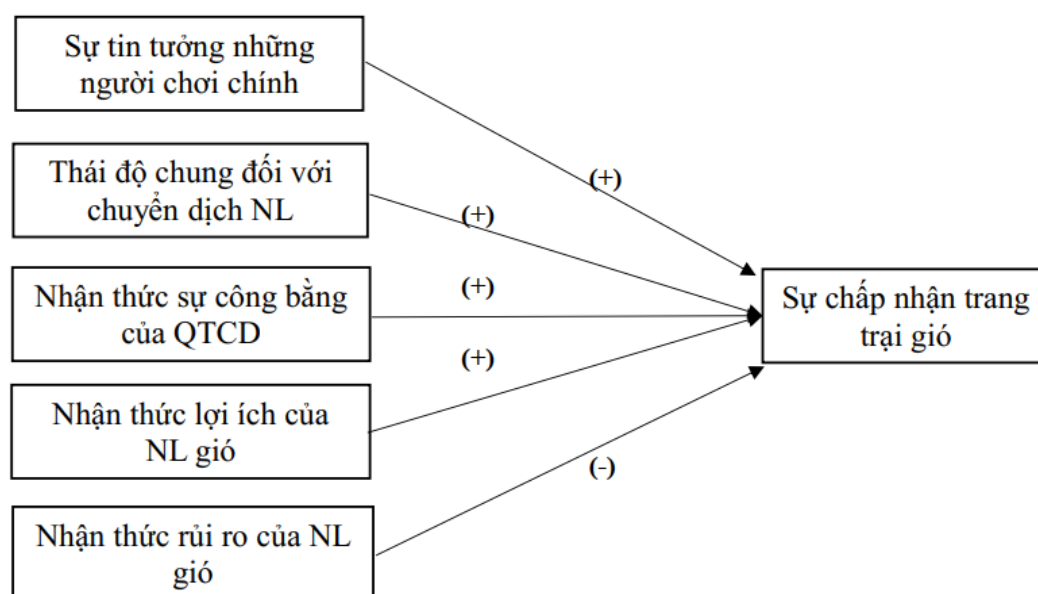 Sự tin tưởng những
người chơi chính
Thái độ chung đối với
chuyển dịch NL
Nhận thức sự công bằng
của QTCD
Nhận thức lợi ích của
NL gió
Nhận thức rủi ro của NL
gió
(+)
(+)
(+)
(+)
(-)
Sự chấp nhận trang
trại gió